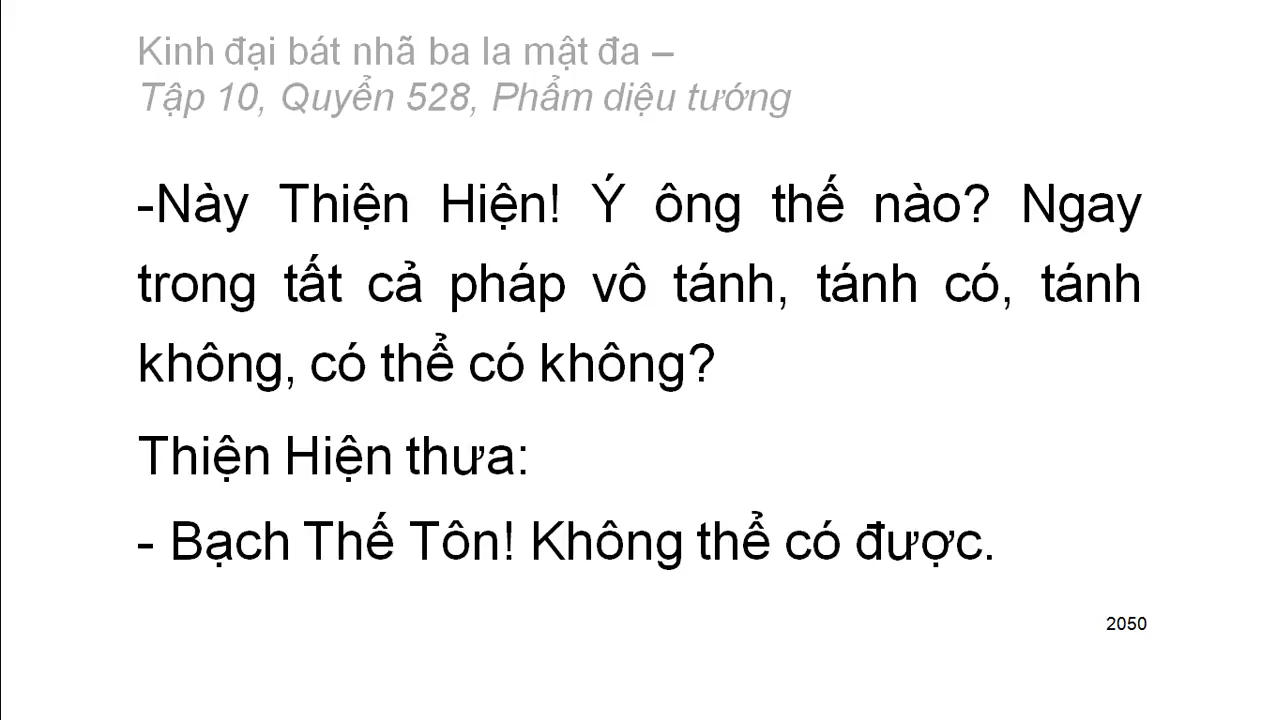 Kinh đại bát nhã ba la mật đa –
Tập 10, Quyển 528, Phẩm diệu tướng
-Này Thiện Hiện! Ý ông thế nào? Ngay
trong tất cả pháp vô tánh, tánh có, tánh
không, có thể có không?
Thiện Hiện thưa:
- Bạch Thế Tôn! Không thể có được.
2050